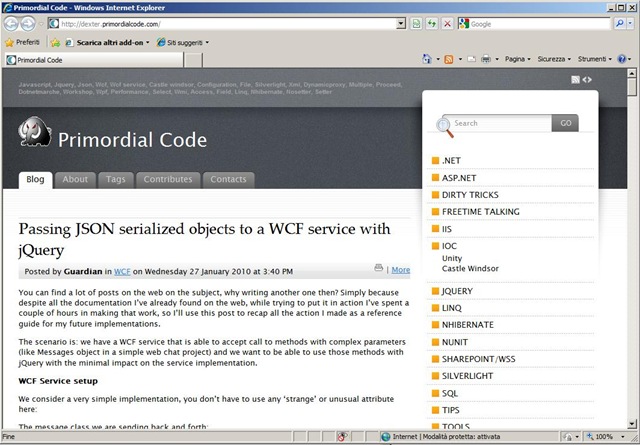 Primordial Code - Windows Internet Explorer
http://dexter.primordialcode.com/
Google
Preferiti Scarica altri add-on Siti suggeriti
Primordial Code
Pagina Sicurezza Strumenti
Javascript, Jquery, Json, Wcf, Wcf service, Castle windsor, Configuration, File, Silverlight, Xml, Dynamicproxy, Multiple, Proceed,
Dotnetmarche, Workshop, Wpf, Performance, Select, Wmi, Access, Field, Linq, Nhibernate, Rosetter, Setter
Primordial Code
Blog About Tags Contributes Contacts
Passing JSON serialized objects to a WCF service with
jQuery
Posted by Guardian in WCF on Wednesday 27 January 2010 at 3:40 PM | More
You can find a lot of posts on the web on the subject, why writing another one then? Simply because
despite all the documentation I've already found on the web, while trying to put it in action I've spent a
couple of hours in making that work, so I'll use this post to recap all the action I made as a reference
guide for my future implementations.
The scenario is: we have a WCF service that is able to accept call to methods with complex parameters
(like Messages object in a simple web chat project) and we want to be able to use those methods with
jQuery with the minimal impact on the service implementation.
WCF Service setup
We consider a very simple implementation, you don't have to use any 'strange' or unusual attribute
here:
The message class we are sending back and forth:
Search GO
.NET
ASP.NET
DIRTY TRICKS
FREETIME TALKING
IIS
IOC
Unity
Castle Windsor
JQUERY
LINQ
NHIBERNATE
NUNIT
SHAREPOINT/WSS
SILVERLIGHT
SQL
TIPS
TOOLS
Fine Internet | Modalità protetta: attivata 100%